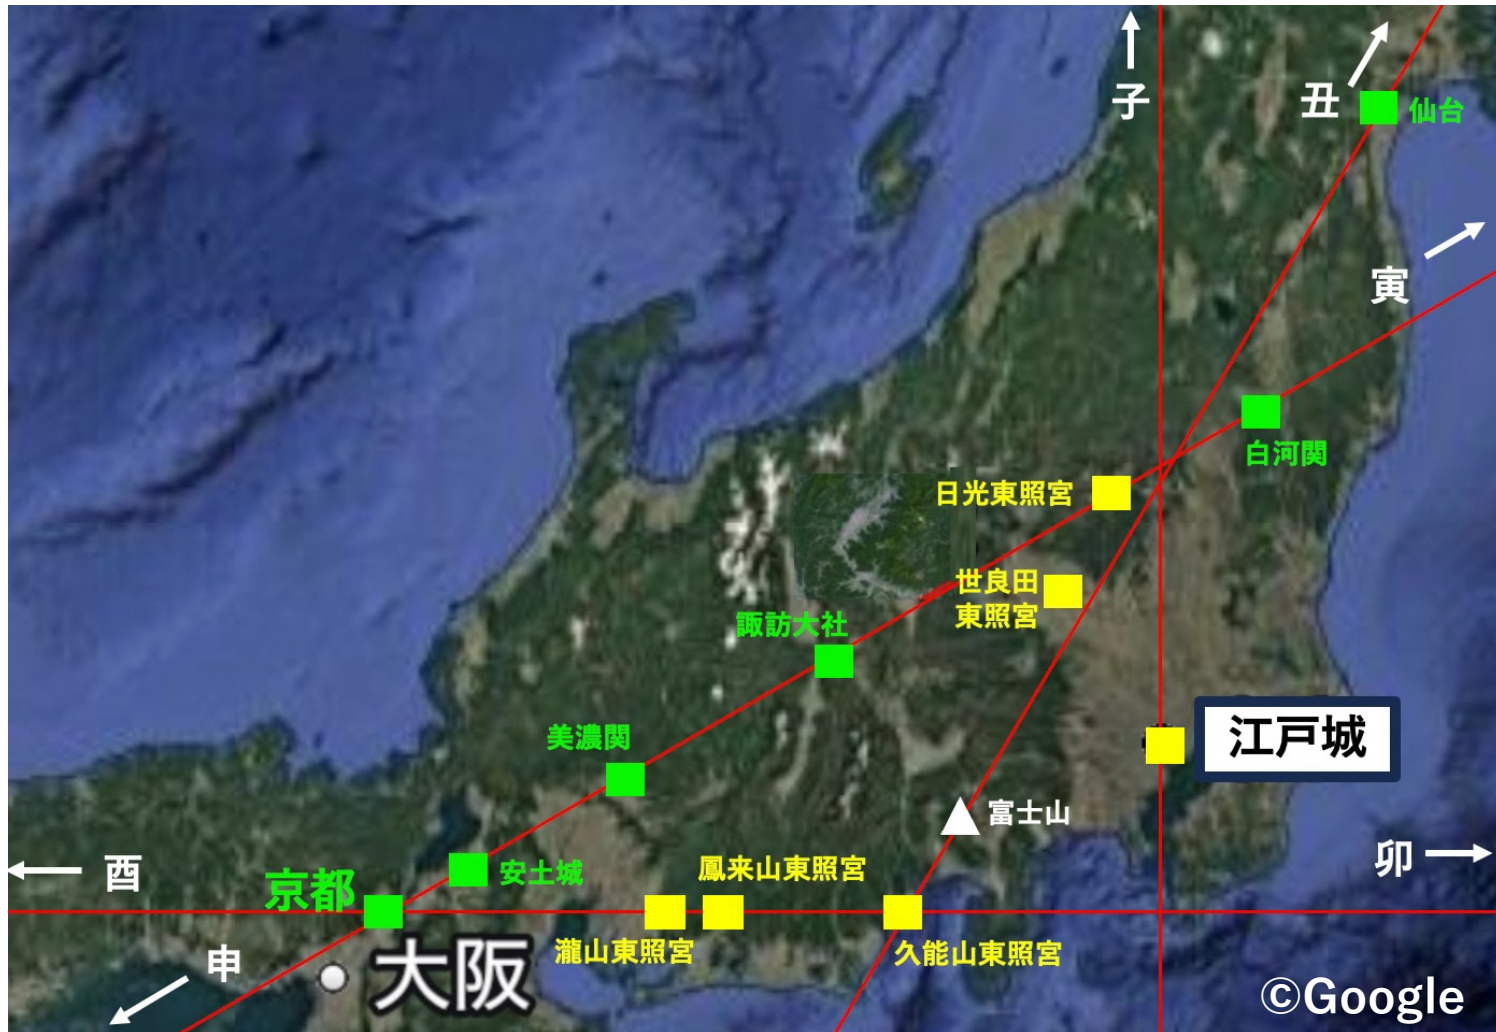 子
丑
仙台
寅
白河関
日光東照宮
世良田
東照宮
諏訪大社
江戸城
美濃関
富士山
卯
酉
京都
安土城
鳳来山東照宮
申
大阪
瀧山東照宮
久能山東照宮
©Google